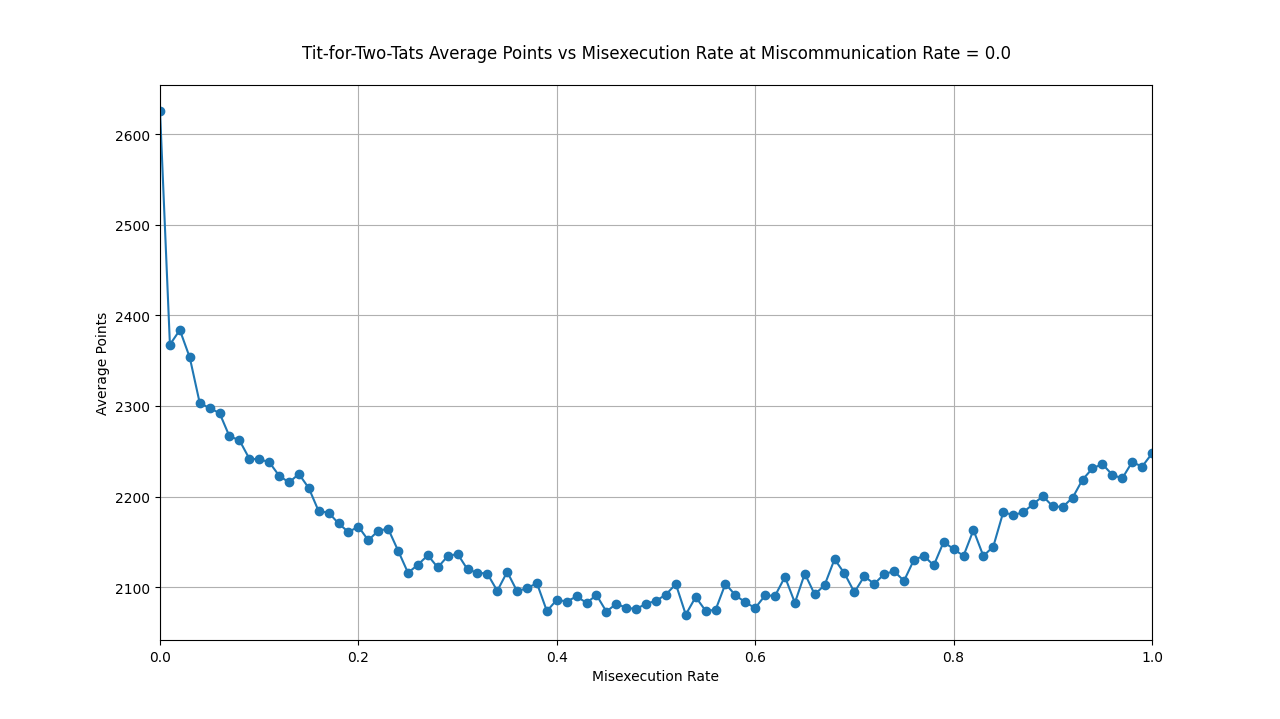 Tit-for-Two-Tats Average Points vs Misexecution Rate at Miscommunication Rate = 0.0
Average Points
2600
2500
2400
2300
2200
2100
0.0 0.2 0.4 0.6 0.8 1.0
Misexecution Rate